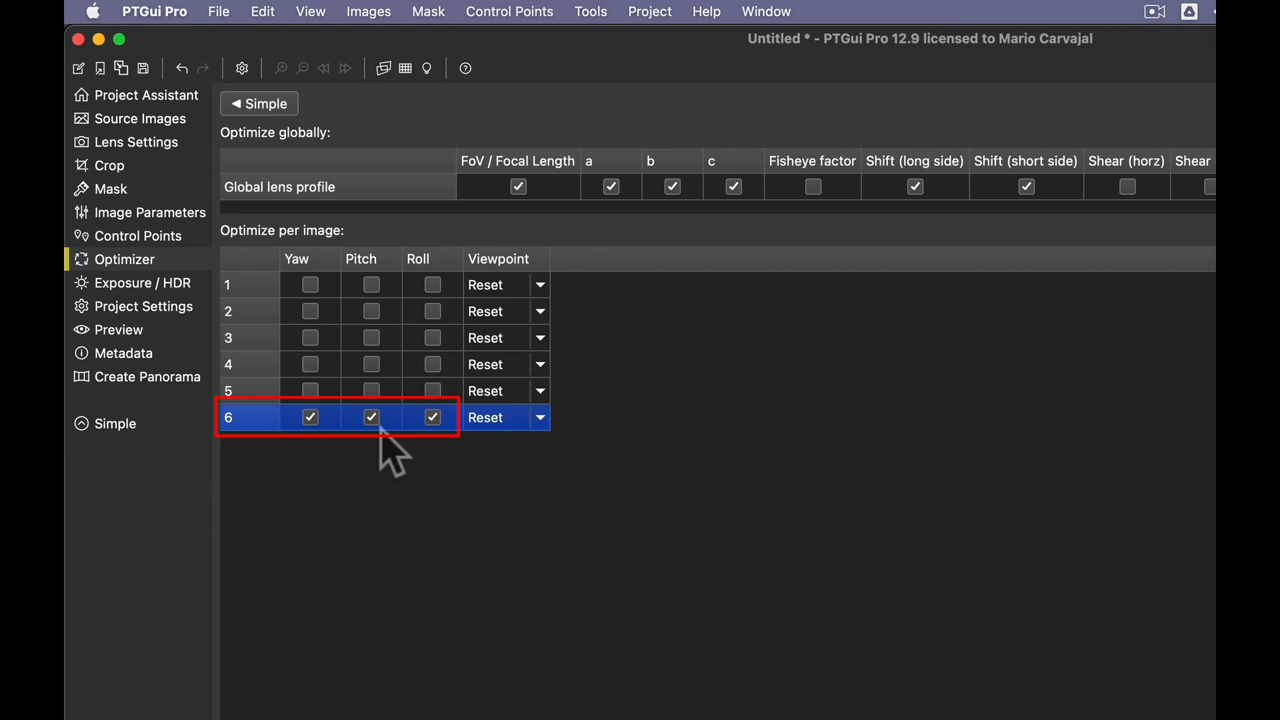 PTGui Pro File Edit View Images Mask Control Points Tools Project Help Window
Untitled * - PTGui Pro 12.9 licensed to Mario Carvajal
Project Assistant
Source Images
Lens Settings
Crop
Mask
Image Parameters
Control Points
Optimizer
Exposure / HDR
Project Settings
Preview
Metadata
Create Panorama
Simple
Simple
Optimize globally:
FoV / Focal Length a b c Fisheye factor Shift (long side) Shift (short side) Shear (horz) Shear
Global lens profile
Optimize per image:
Yaw Pitch Roll Viewpoint
1 Reset
2 Reset
3 Reset
4 Reset
5 Reset
6 Reset